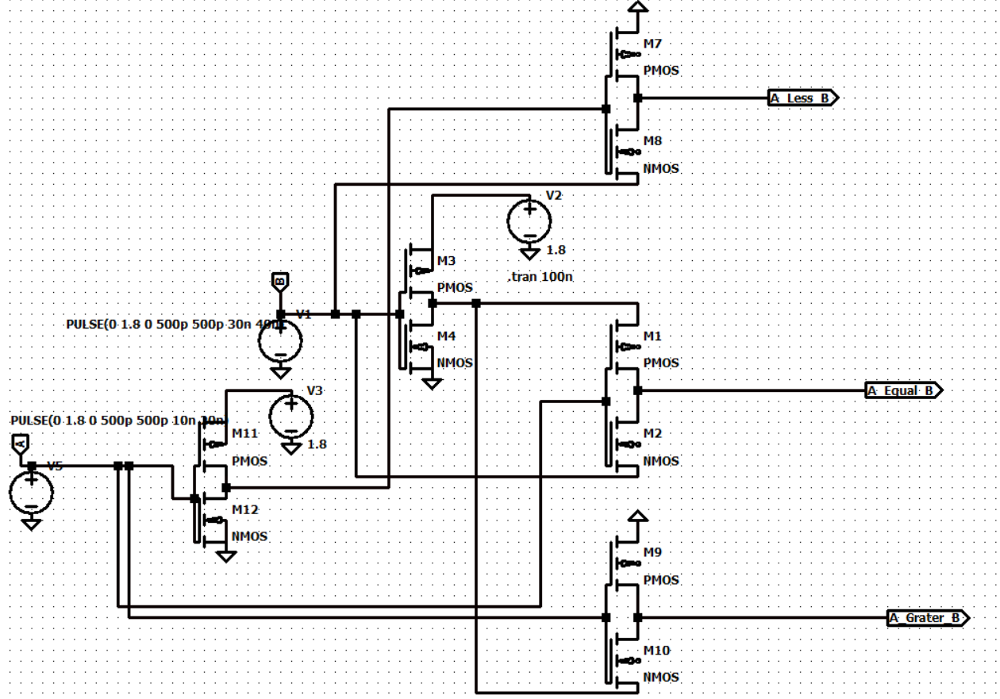 M7
PMOS
A_Less_B
M8
NMOS
V2
1.8
.tran 100n
M3
PMOS
B
V1
PULSE(0 1.8 0 500p 500p 30n 40n)
M4
NMOS
M1
PMOS
A_Equal_B
V3
1.8
PULSE(0 1.8 0 500p 500p 10n 20n)
M11
PMOS
M2
NMOS
A
V5
M12
NMOS
M9
PMOS
A_Grater_B
M10
NMOS